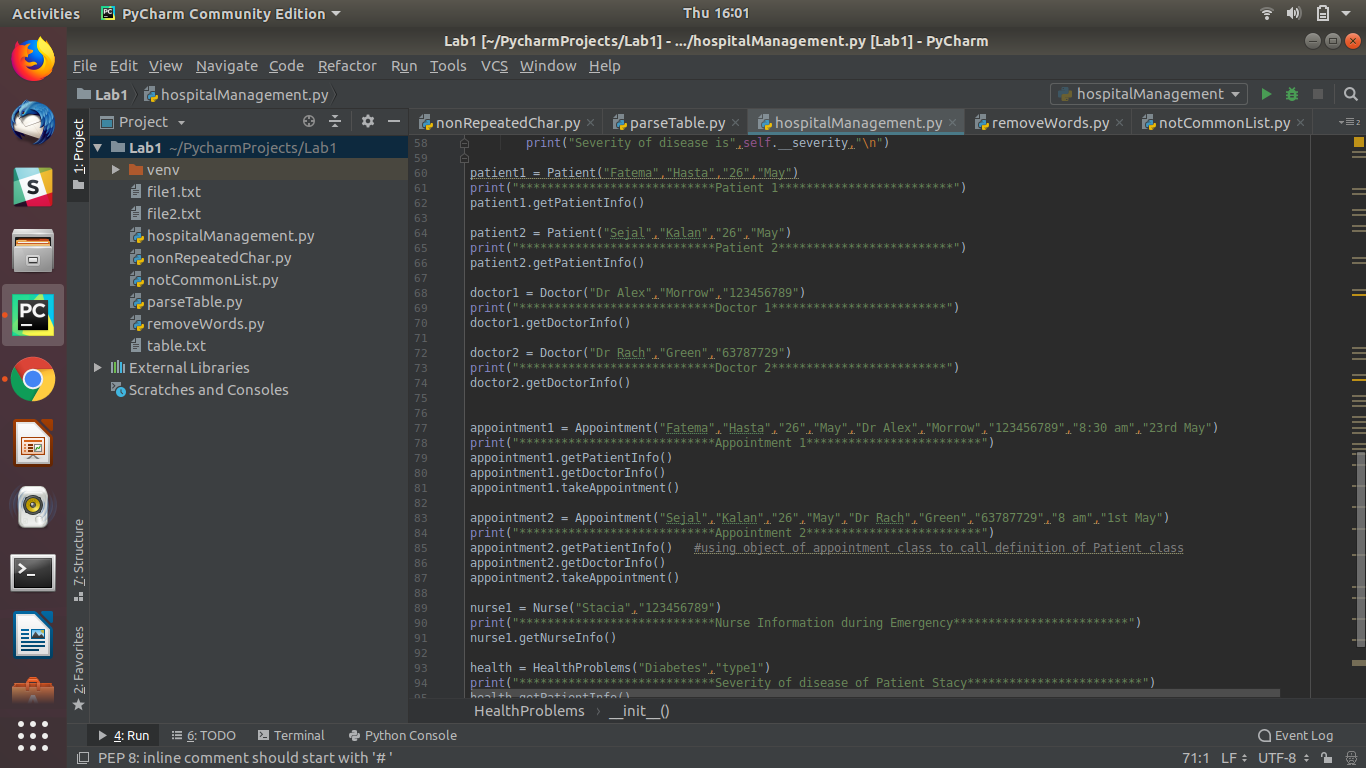 Activities PyCharm Community Edition Thu 16:01
Lab1 [~/PycharmProjects/Lab1] - .../hospitalManagement.py [Lab1] - PyCharm
File Edit View Navigate Code Refactor Run Tools VCS Window Help
Lab1 hospitalManagement.py hospitalManagement
Project nonRepeatedChar.py parseTable.py hospitalManagement.py removeWords.py notCommonList.py
1: Project
Lab1 ~/PycharmProjects/Lab1
venv
file1.txt
file2.txt
hospitalManagement.py
nonRepeatedChar.py
notCommonList.py
parseTable.py
removeWords.py
table.txt
External Libraries
Scratches and Consoles
7: Structure
2: Favorites
58 print("Severity of disease is",self.__severity,"\n")
59
60 patient1 = Patient("Fatema","Hasta","26","May")
61 print("****************************Patient 1*************************")
62 patient1.getPatientInfo()
63
64 patient2 = Patient("Sejal","Kalan","26","May")
65 print("****************************Patient 2*************************")
66 patient2.getPatientInfo()
67
68 doctor1 = Doctor("Dr Alex","Morrow","123456789")
69 print("****************************Doctor 1*************************")
70 doctor1.getDoctorInfo()
71
72 doctor2 = Doctor("Dr Rach","Green","63787729")
73 print("****************************Doctor 2*************************")
74 doctor2.getDoctorInfo()
75
76
77 appointment1 = Appointment("Fatema","Hasta","26","May","Dr Alex","Morrow","123456789","8:30 am","23rd May")
78 print("****************************Appointment 1*************************")
79 appointment1.getPatientInfo()
80 appointment1.getDoctorInfo()
81 appointment1.takeAppointment()
82
83 appointment2 = Appointment("Sejal","Kalan","26","May","Dr Rach","Green","63787729","8 am","1st May")
84 print("****************************Appointment 2*************************")
85 appointment2.getPatientInfo() #using object of appointment class to call definition of Patient class
86 appointment2.getDoctorInfo()
87 appointment2.takeAppointment()
88
89 nurse1 = Nurse("Stacia","123456789")
90 print("****************************Nurse Information during Emergency*************************")
91 nurse1.getNurseInfo()
92
93 health = HealthProblems("Diabetes","type1")
94 print("****************************Severity of disease of Patient Stacy*************************")
95 health.getPatientInfo()
HealthProblems __init__()
4: Run 6: TODO Terminal Python Console Event Log
PEP 8: inline comment should start with '# ' 71:1 LF UTF-8